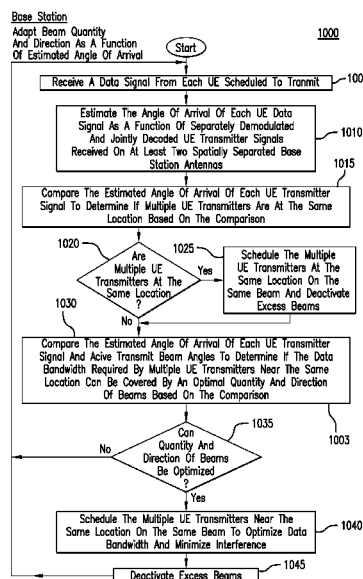 Base Station
Adapt Beam Quantity
And Direction As A Function
Of Estimated Angle Of Arrival
1000
Start
Receive A Data Signal From Each UE Scheduled To Tranmit
100
Estimate The Angle Of Arrival Of Each UE Data
Signal As A Function Of Separately Demodulated
And Jointly Decoded UE Transmitter Signals
Received On At Least Two Spatially Separated Base
Station Antennas
1010
1015
Compare The Estimated Angle Of Arrival Of Each UE Transmitter
Signal To Determine If Multiple UE Transmitters Are At The Same
Location Based On The Comparison
1020
Are
Multiple UE
Transmitters At The
Same Location
?
Yes
No
1025
Schedule The Multiple
UE Transmitters At The
Same Location On The
Same Beam And Deactivate
Excess Beams
1030
Compare The Estimated Angle Of Arrival Of Each UE Transmitter
Signal And Acive Transmit Beam Angles To Determine If The Data
Bandwidth Required By Multiple UE Transmitters Near The Same
Location Can Be Covered By An Optimal Quantity And Direction
Of Beams Based On The Comparison
1003
1035
Can
Quantity And
Direction Of Beams
Be Optimized
?
No
Yes
Schedule The Multiple UE Transmitters Near The
Same Location On The Same Beam To Optimize Data
Bandwidth And Minimize Interference
1040
1045
Deactivate Excess Beams